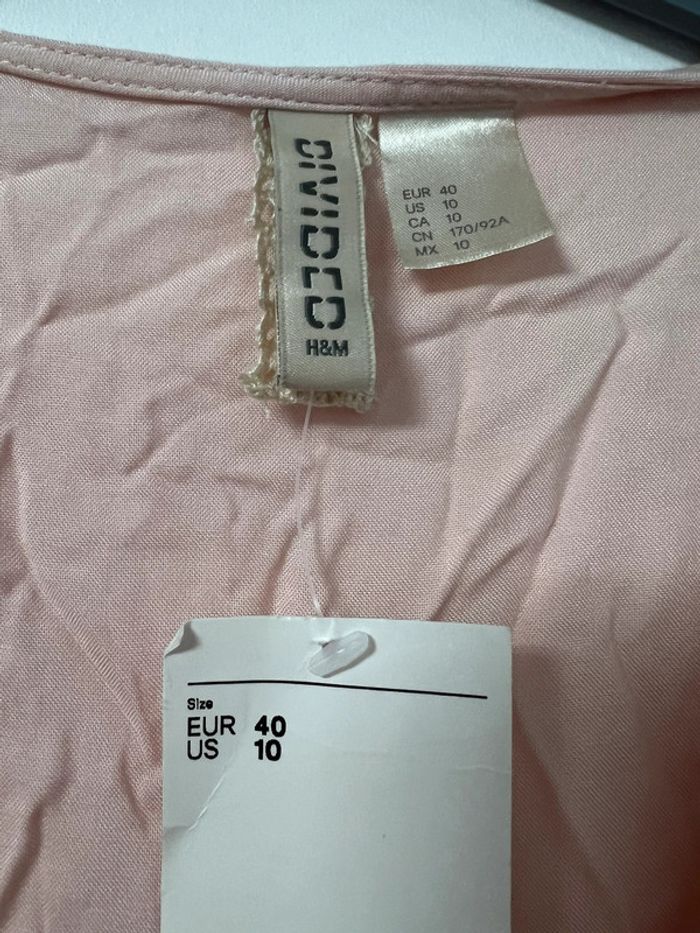 DIVIDED
H&M
EUR 40
US 10
CA 10
CN 170/92A
MX 10
Size
EUR 40
US 10